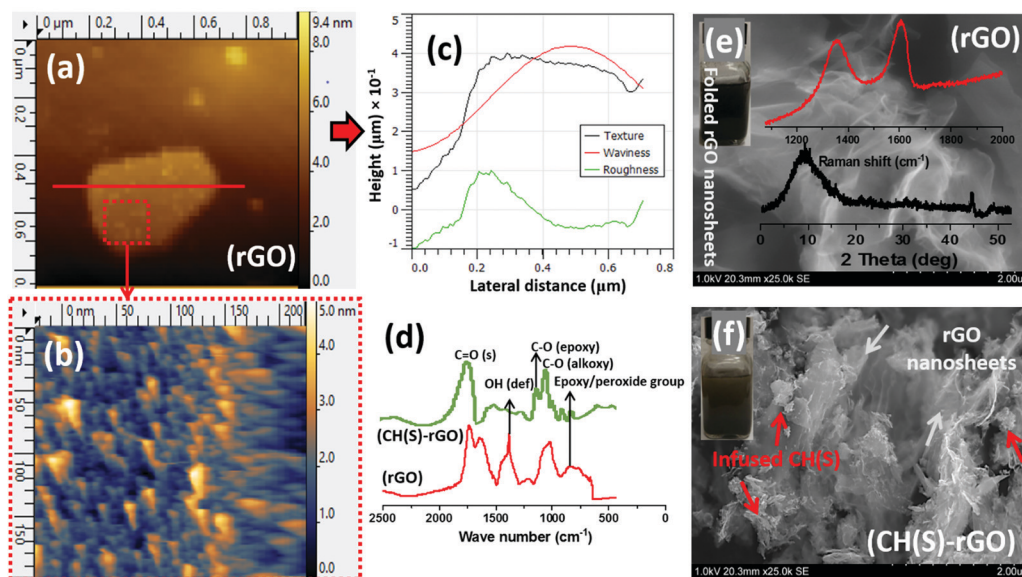 0 µm 0.2 0.4 0.6 0.8
9.4 nm
8.0
6.0
4.0
2.0
0.0
0 µm
0.2
0.4
0.6
0.8
(a)
(rGO)
(c)
Height (µm) × 10⁻¹
5
4
3
2
1
0
-1
Texture
Waviness
Roughness
0.0 0.2 0.4 0.6 0.8
Lateral distance (µm)
(e)
(rGO)
Folded rGO nanosheets
1200 1400 1600 1800 2000
Raman shift (cm⁻¹)
0 10 20 30 40 50
2 Theta (deg)
1.0kV 20.3mm x25.0k SE
0 nm 50 100 150 200
5.0 nm
4.0
3.0
2.0
1.0
0.0
0 nm
50
100
150
(b)
(d)
C=O (s)
C-O (epoxy)
C-O (alkoxy)
OH (def)
Epoxy/peroxide group
(CH(S)-rGO)
(rGO)
2500 2000 1500 1000 500 0
Wave number (cm⁻¹)
(f)
rGO
nanosheets
Infused CH(S)
(CH(S)-rGO)
1.0kV 20.3mm x25.0k SE